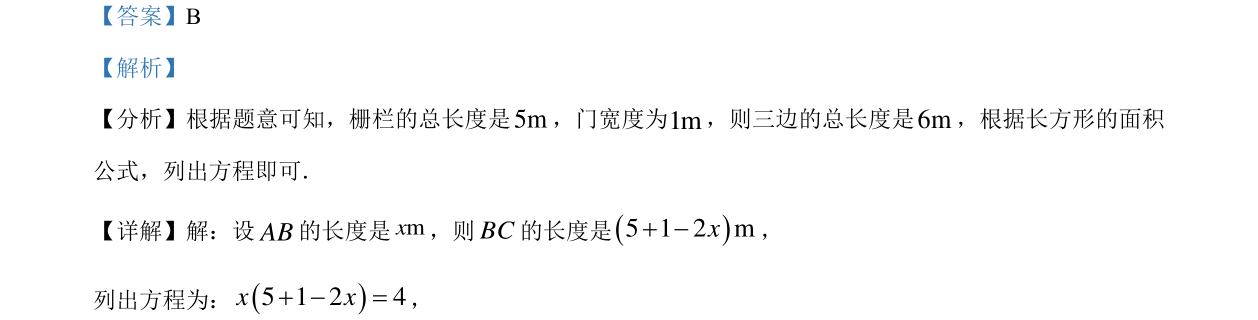 【答案】B
【解析】
【分析】根据题意可知，栅栏的总长度是5m，门宽度为1m，则三边的总长度是6m，根据长方形的面积
公式，列出方程即可．
【详解】解：设AB的长度是xm，则BC的长度是(5+1−2x)m，
列出方程为：x(5+1−2x)=4，